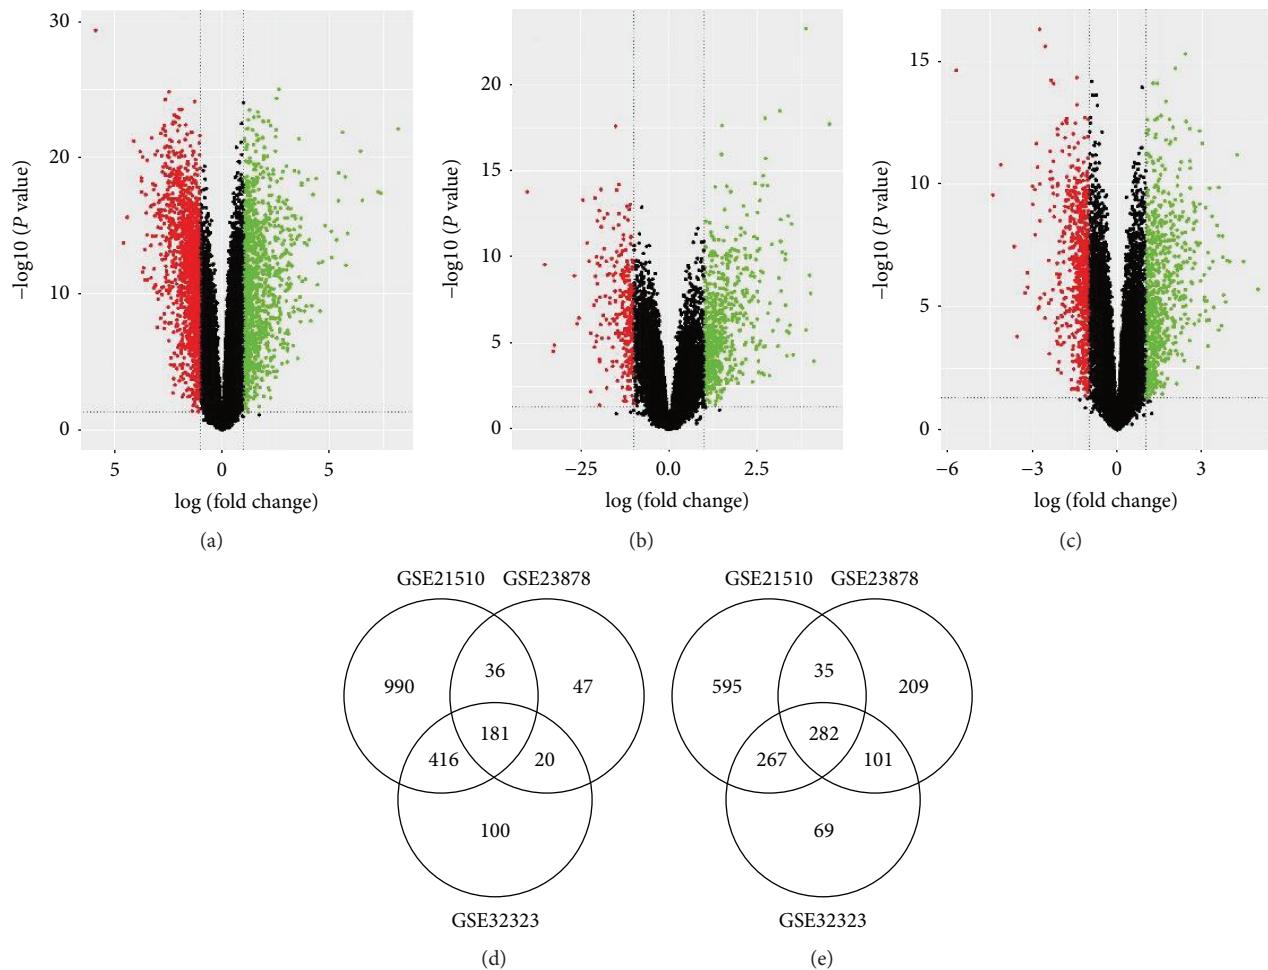 30
20
10
0
−log10 (P value)
5
0
5
log (fold change)
(a)
20
15
10
5
0
−log10 (P value)
−25
0.0
2.5
log (fold change)
(b)
15
10
5
0
−log10 (P value)
−6
−3
0
3
log (fold change)
(c)
GSE21510 GSE23878
990
36
47
181
416
20
100
GSE32323
(d)
GSE21510 GSE23878
595
35
209
282
267
101
69
GSE32323
(e)